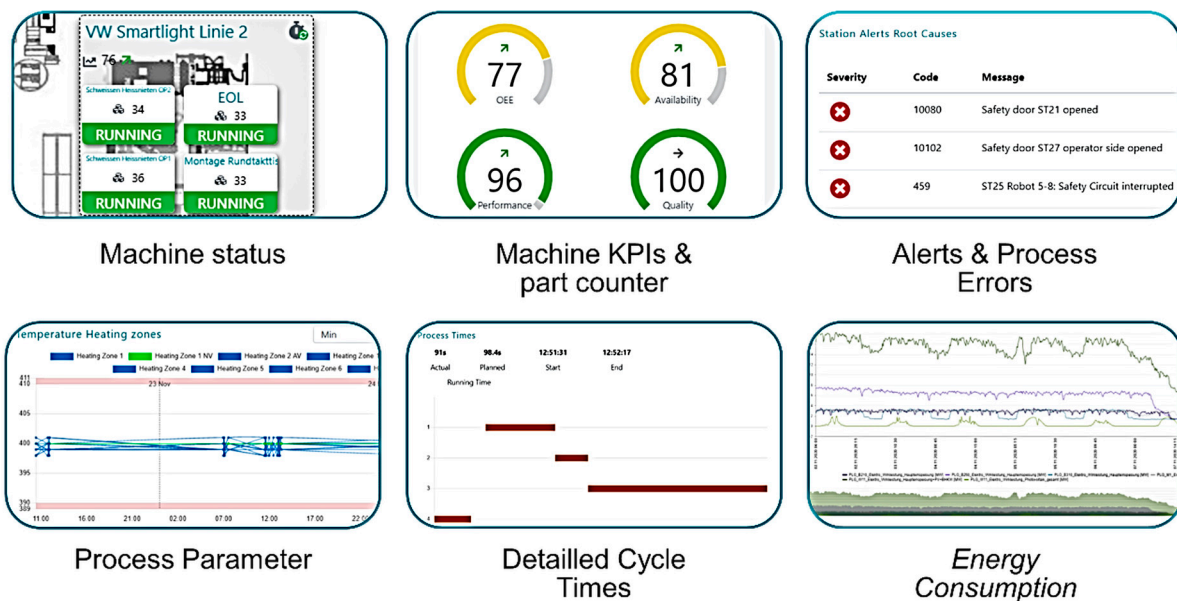 VW Smartlight Linie 2
76
Schweissen Heissnieten OP2
34
RUNNING
EOL
33
RUNNING
Schweissen Heissnieten OP1
36
RUNNING
Montage Rundtakttis
33
RUNNING
Machine status
77
OEE
81
Availability
96
Performance
100
Quality
Machine KPIs &
part counter
Station Alerts Root Causes
Severity Code Message
10080 Safety door ST21 opened
10102 Safety door ST27 operator side opened
459 ST25 Robot 5-8: Safety Circuit interrupted
Alerts & Process
Errors
Temperature Heating zones
Min
Heating Zone 1 Heating Zone 1 NV Heating Zone 2 AV Heating Zone
Heating Zone 4 Heating Zone 5 Heating Zone 6
411
410
405
400
395
390
389
23 Nov
24
11:00 16:00 21:00 02:00 07:00 12:00 17:00 22:0
Process Parameter
Process Times
91s 98.4s 12:51:31 12:52:17
Actual Planned Start End
Running Time
1
2
3
4
Detailled Cycle
Times
Energy
Consumption